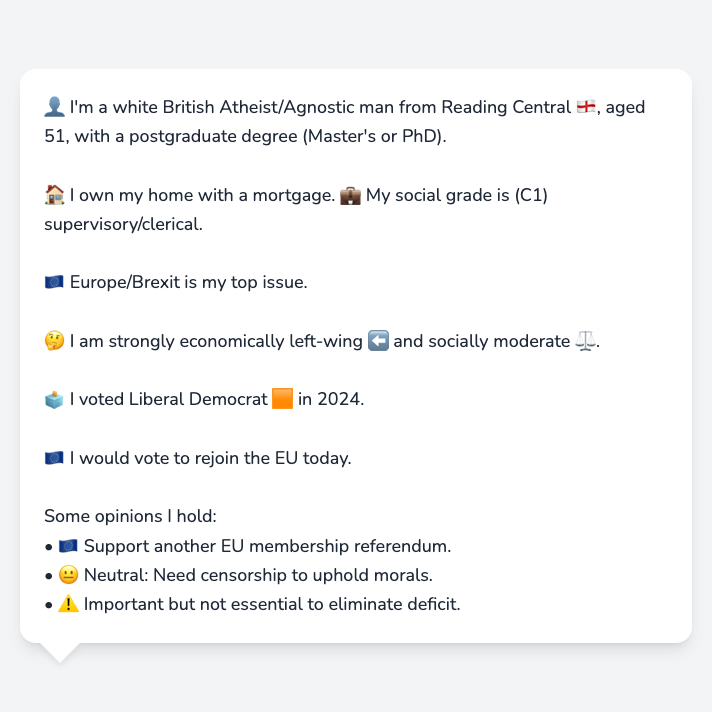 👤 I'm a white British Atheist/Agnostic man from Reading Central 🏴󠁧󠁢󠁥󠁮󠁧󠁿, aged
51, with a postgraduate degree (Master's or PhD).
🏠 I own my home with a mortgage. 💼 My social grade is (C1)
supervisory/clerical.
🇪🇺 Europe/Brexit is my top issue.
🤔 I am strongly economically left-wing ⬅️ and socially moderate ⚖️.
🗳️ I voted Liberal Democrat 🟧 in 2024.
🇪🇺 I would vote to rejoin the EU today.
Some opinions I hold:
• 🇪🇺 Support another EU membership referendum.
• 😐 Neutral: Need censorship to uphold morals.
• ⚠️ Important but not essential to eliminate deficit.